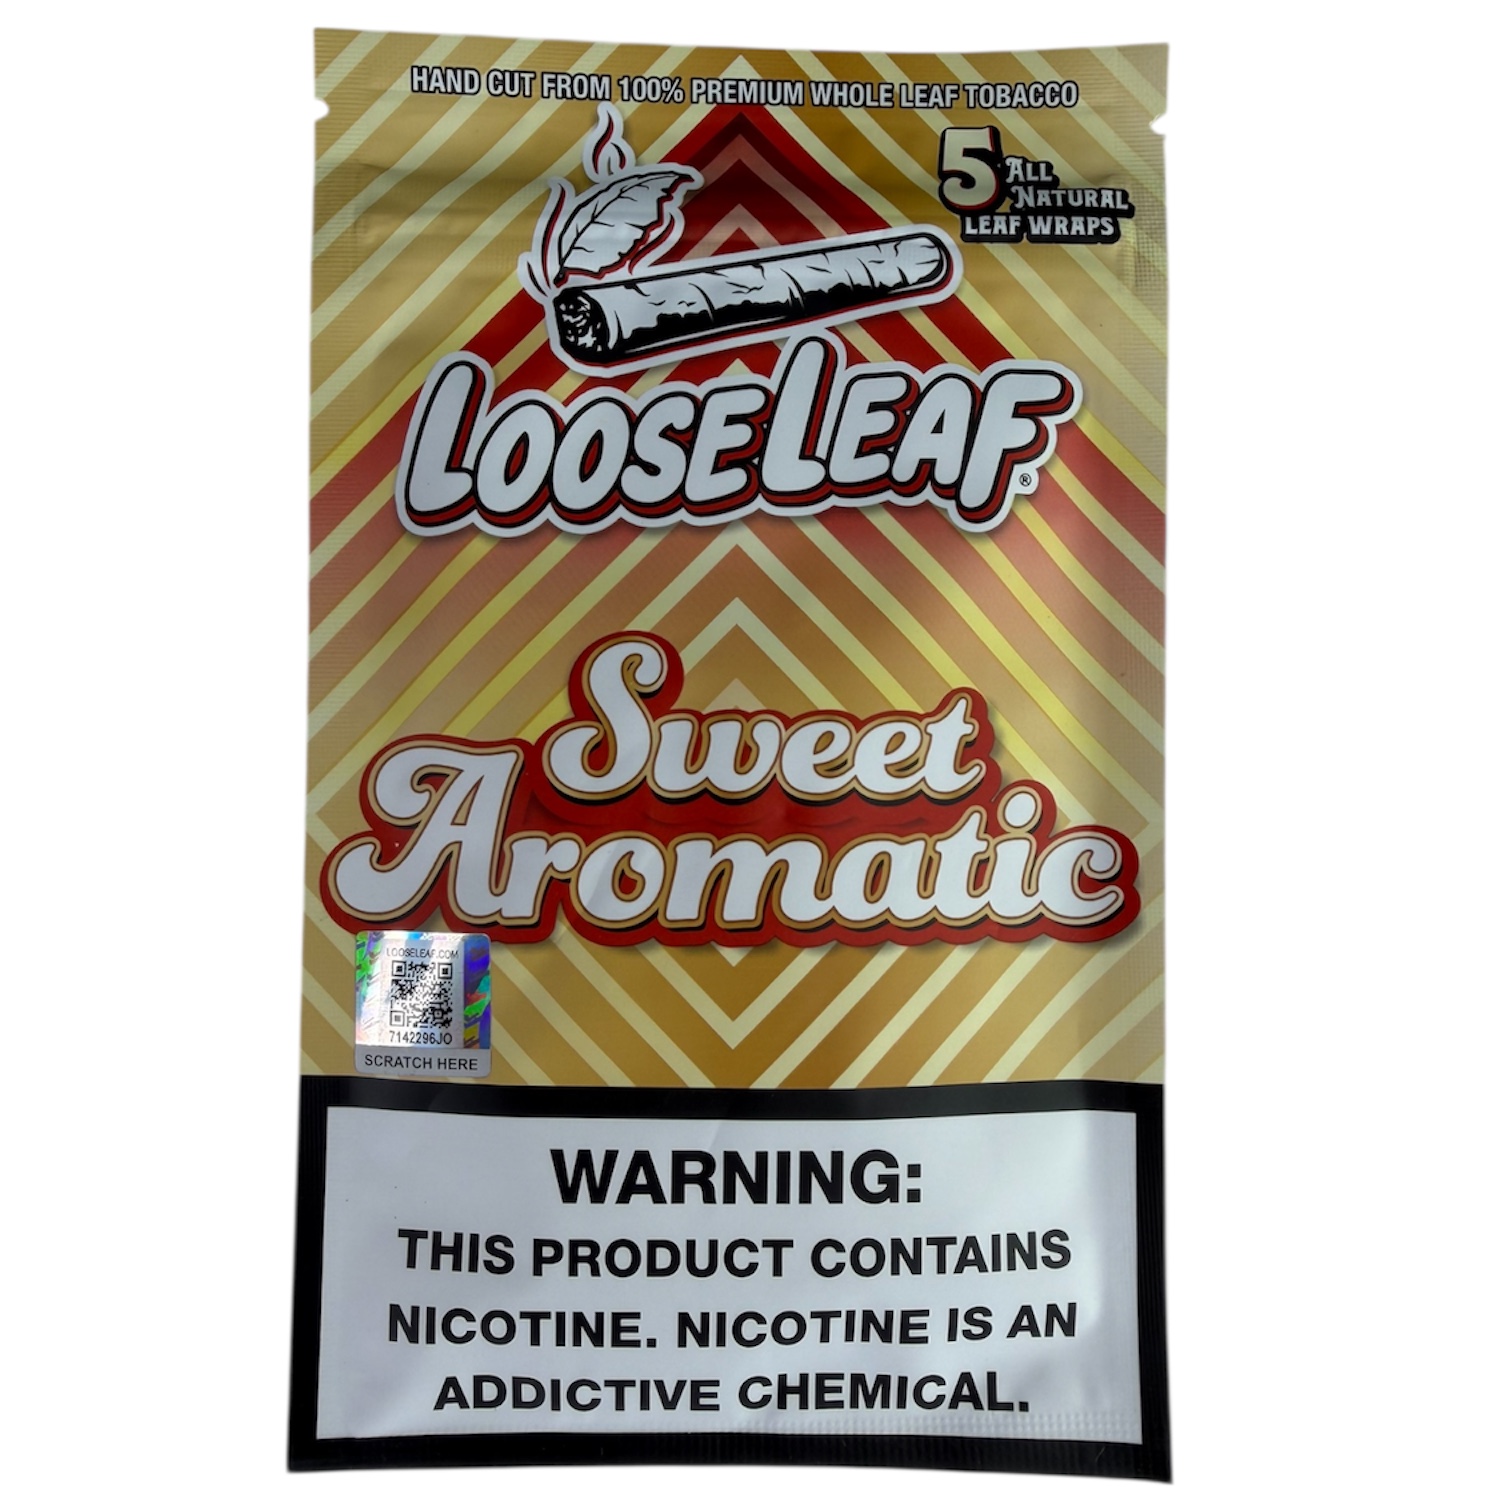 HAND CUT FROM 100% PREMIUM WHOLE LEAF TOBACCO
5 ALL
NATURAL
LEAF WRAPS
LOOSELEAF®
Sweet
Aromatic
LOOSELEAF.COM
7142296JO
SCRATCH HERE
WARNING:
THIS PRODUCT CONTAINS
NICOTINE. NICOTINE IS AN
ADDICTIVE CHEMICAL.